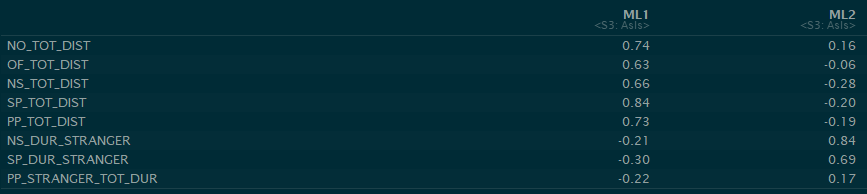 ML1 ML2
<S3: AsIs> <S3: AsIs>
NO_TOT_DIST 0.74 0.16
OF_TOT_DIST 0.63 -0.06
NS_TOT_DIST 0.66 -0.28
SP_TOT_DIST 0.84 -0.20
PP_TOT_DIST 0.73 -0.19
NS_DUR_STRANGER -0.21 0.84
SP_DUR_STRANGER -0.30 0.69
PP_STRANGER_TOT_DUR -0.22 0.17